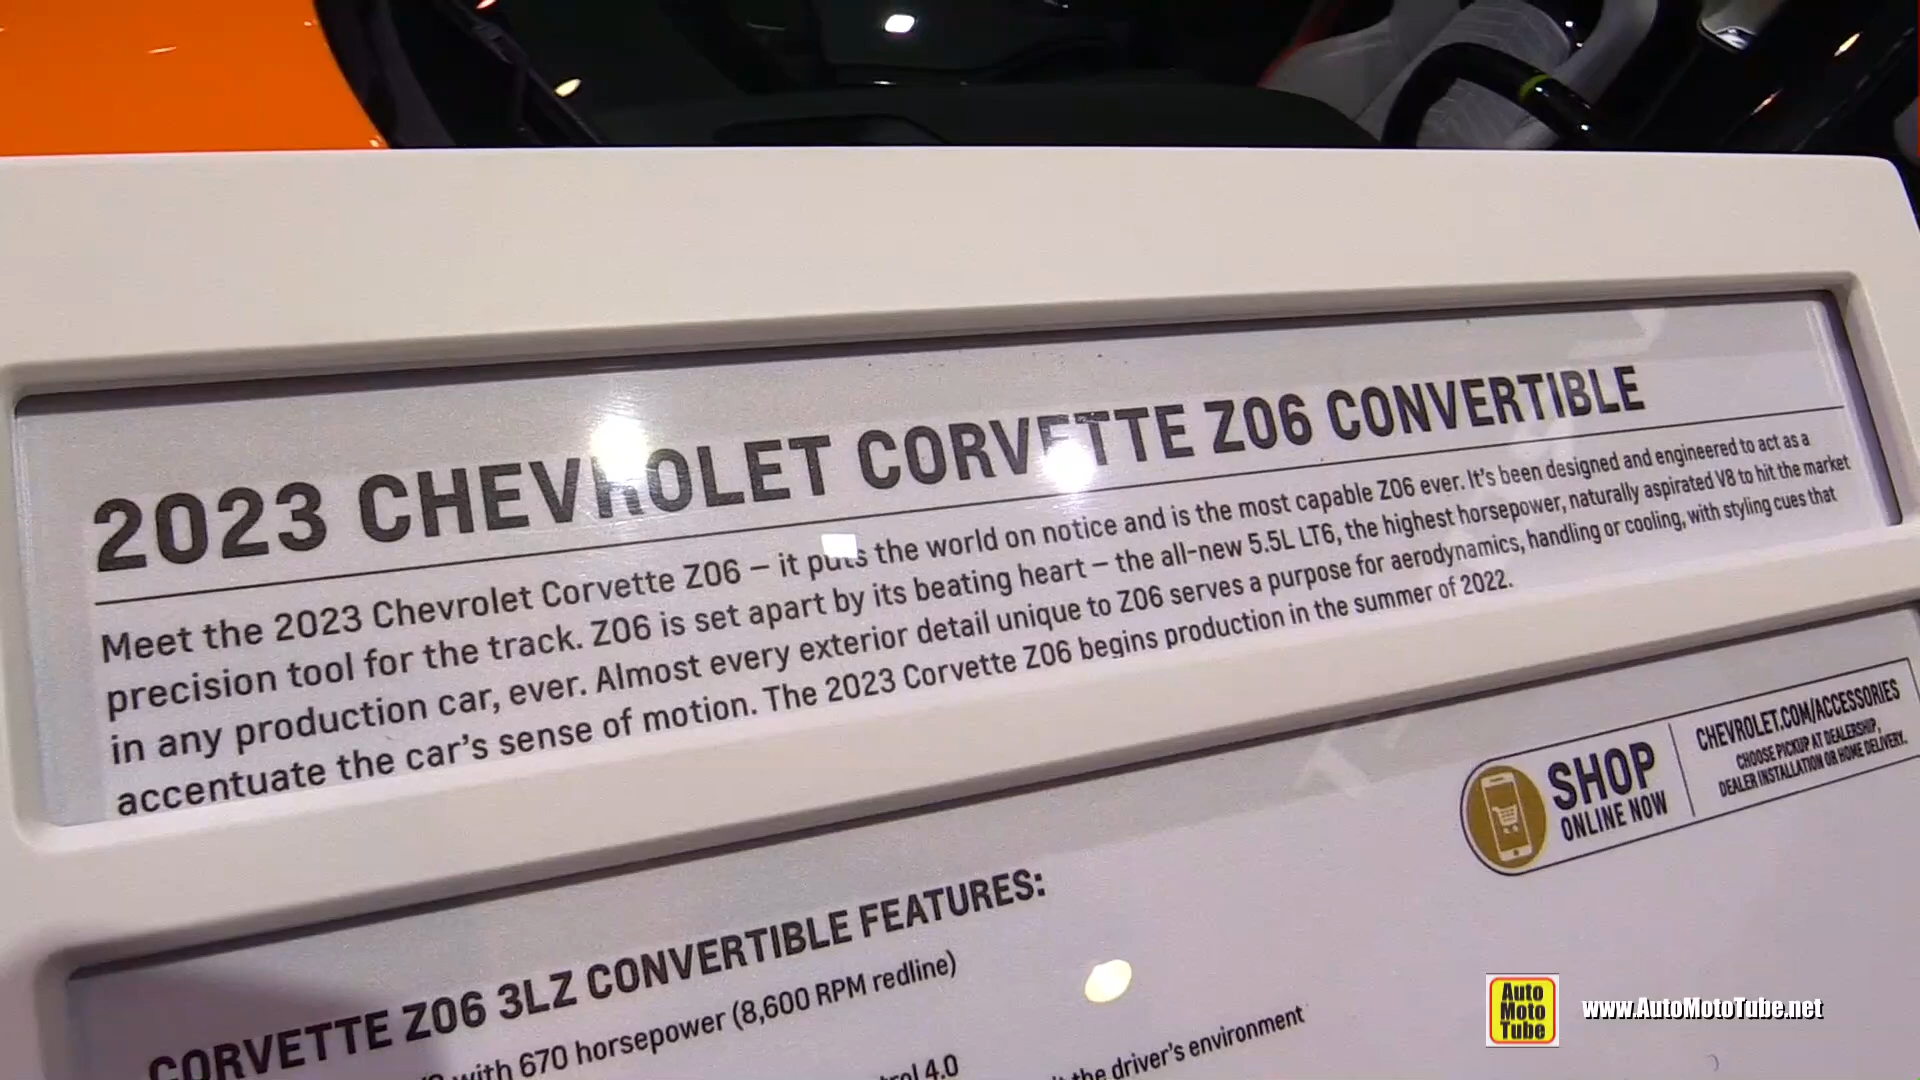 2023 CHEVROLET CORVETTE Z06 CONVERTIBLE
Meet the 2023 Chevrolet Corvette Z06 – it puts the world on notice and is the most capable Z06 ever. It's been designed and engineered to act as a
precision tool for the track. Z06 is set apart by its beating heart – the all-new 5.5L LT6, the highest horsepower, naturally aspirated V8 to hit the market
in any production car, ever. Almost every exterior detail unique to Z06 serves a purpose for aerodynamics, handling or cooling, with styling cues that
accentuate the car's sense of motion. The 2023 Corvette Z06 begins production in the summer of 2022.
SHOP
ONLINE NOW
CHEVROLET.COM/ACCESSORIES
CHOOSE PICKUP AT DEALERSHIP,
DEALER INSTALLATION OR HOME DELIVERY.
CORVETTE Z06 3LZ CONVERTIBLE FEATURES:
with 670 horsepower (8,600 RPM redline)
4.0
the driver's environment
Auto
Moto
Tube
www.AutoMotoTube.net